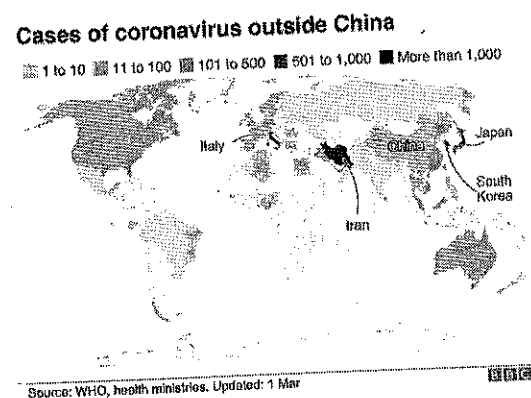 Cases of coronavirus outside China
1 to 10 11 to 100 101 to 500 501 to 1,000 More than 1,000
Italy
China
Japan
South
Korea
Iran
Source: WHO, health ministries. Updated: 1 Mar
BBC